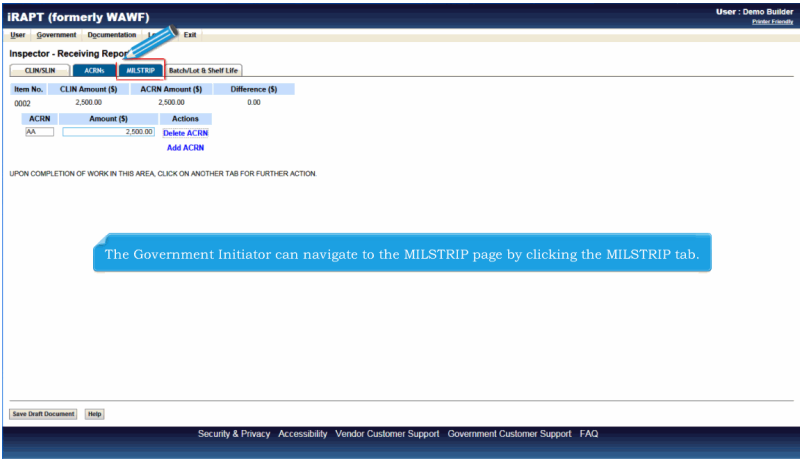 iRAPT (formerly WAWF)
User : Demo Builder
Printer Friendly
User Government Documentation Exit
Inspector - Receiving Repor
CLIN/SLIN ACRNs MILSTRIP Batch/Lot & Shelf Life
Item No. CLIN Amount ($) ACRN Amount ($) Difference ($)
0002 2,500.00 2,500.00 0.00
ACRN Amount ($) Actions
AA 2,500.00 Delete ACRN
Add ACRN
UPON COMPLETION OF WORK IN THIS AREA, CLICK ON ANOTHER TAB FOR FURTHER ACTION.
The Government Initiator can navigate to the MILSTRIP page by clicking the MILSTRIP tab.
Save Draft Document Help
Security & Privacy Accessibility Vendor Customer Support Government Customer Support FAQ